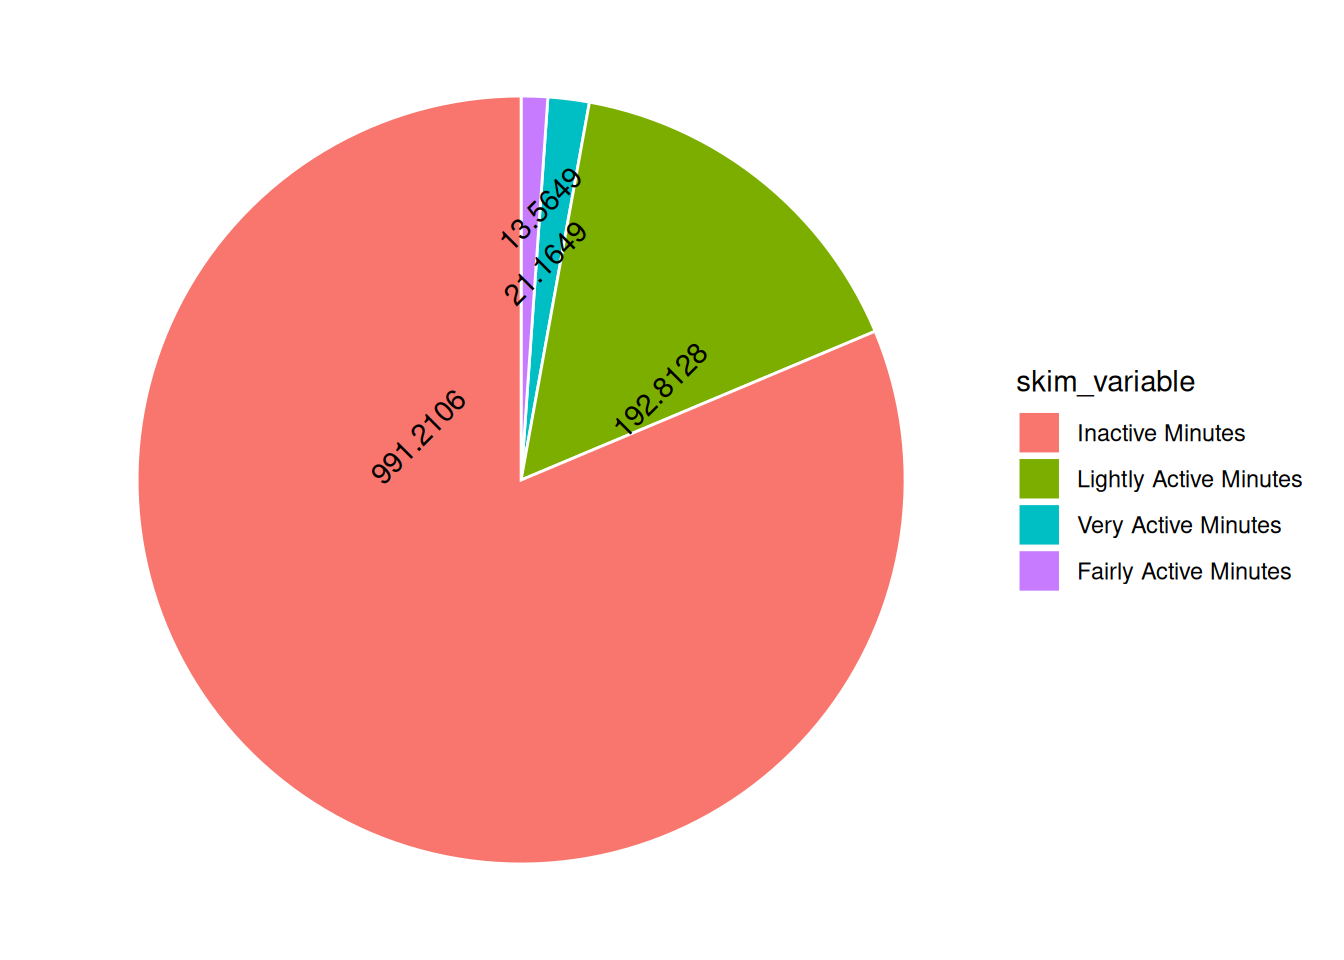 13.5649
21.1649
192.8128
991.2106
skim_variable
Inactive Minutes
Lightly Active Minutes
Very Active Minutes
Fairly Active Minutes